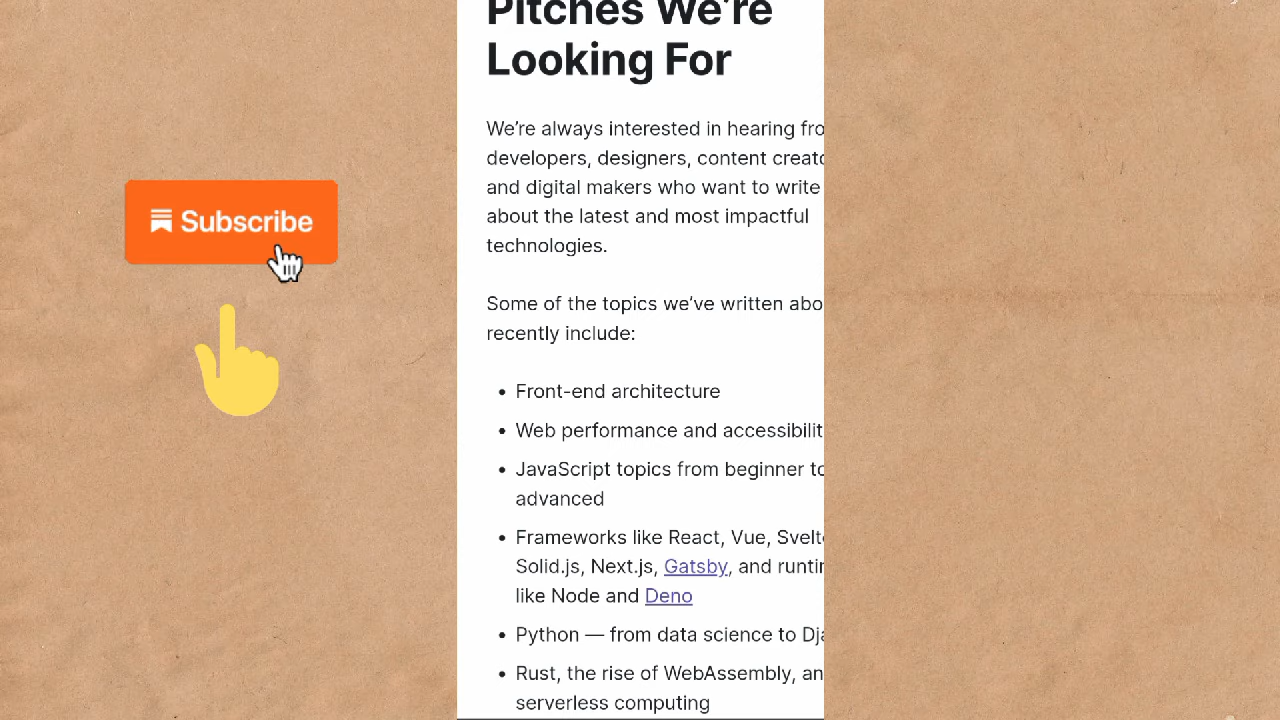 Pitches We're
Looking For
We're always interested in hearing fro
developers, designers, content creato
and digital makers who want to write
about the latest and most impactful
technologies.
Some of the topics we've written abo
recently include:
• Front-end architecture
• Web performance and accessibilit
• JavaScript topics from beginner to
advanced
• Frameworks like React, Vue, Svelte
Solid.js, Next.js, Gatsby, and runtim
like Node and Deno
• Python — from data science to Dja
• Rust, the rise of WebAssembly, an
serverless computing
Subscribe